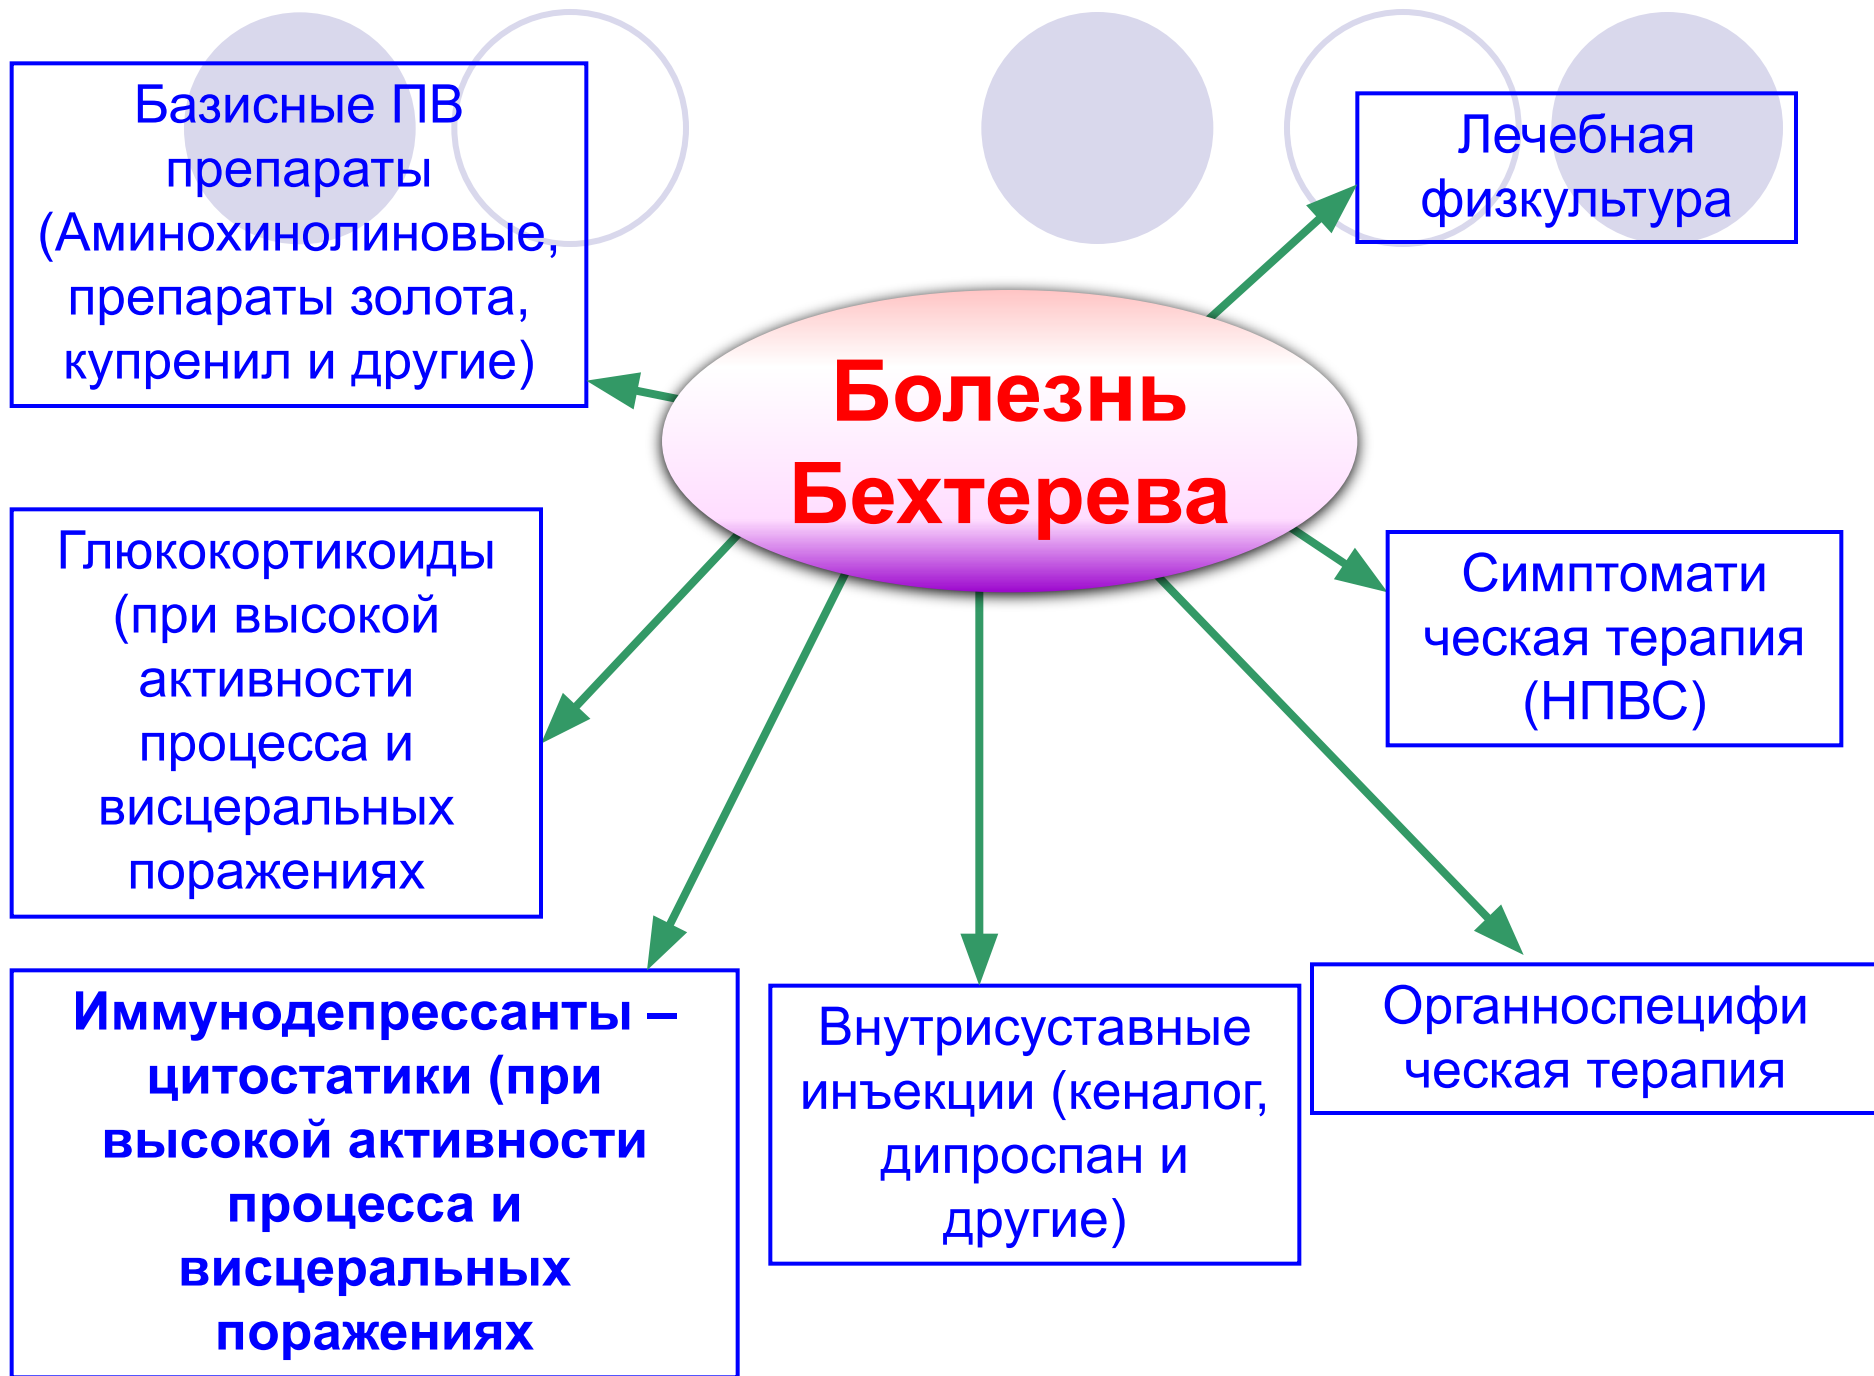 Базисные ПВ
препараты
(Аминохинолиновые,
препараты золота,
купренил и другие)
Лечебная
физкультура
Болезнь
Бехтерева
Глюкокортикоиды
(при высокой
активности
процесса и
висцеральных
поражениях
Симптомати
ческая терапия
(НПВС)
Иммунодепрессанты –
цитостатики (при
высокой активности
процесса и
висцеральных
поражениях
Внутрисуставные
инъекции (кеналог,
дипроспан и
другие)
Органноспецифи
ческая терапия